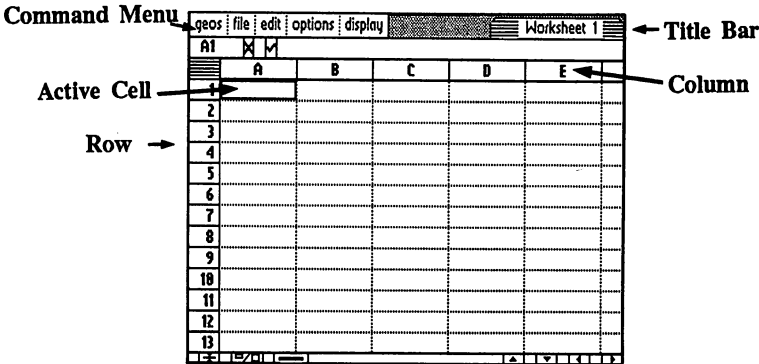 Command Menu
geos file edit options display Worksheet 1
Title Bar
A1
A B C D E
Column
Active Cell
1
2
3
Row
4
5
6
7
8
9
10
11
12
13